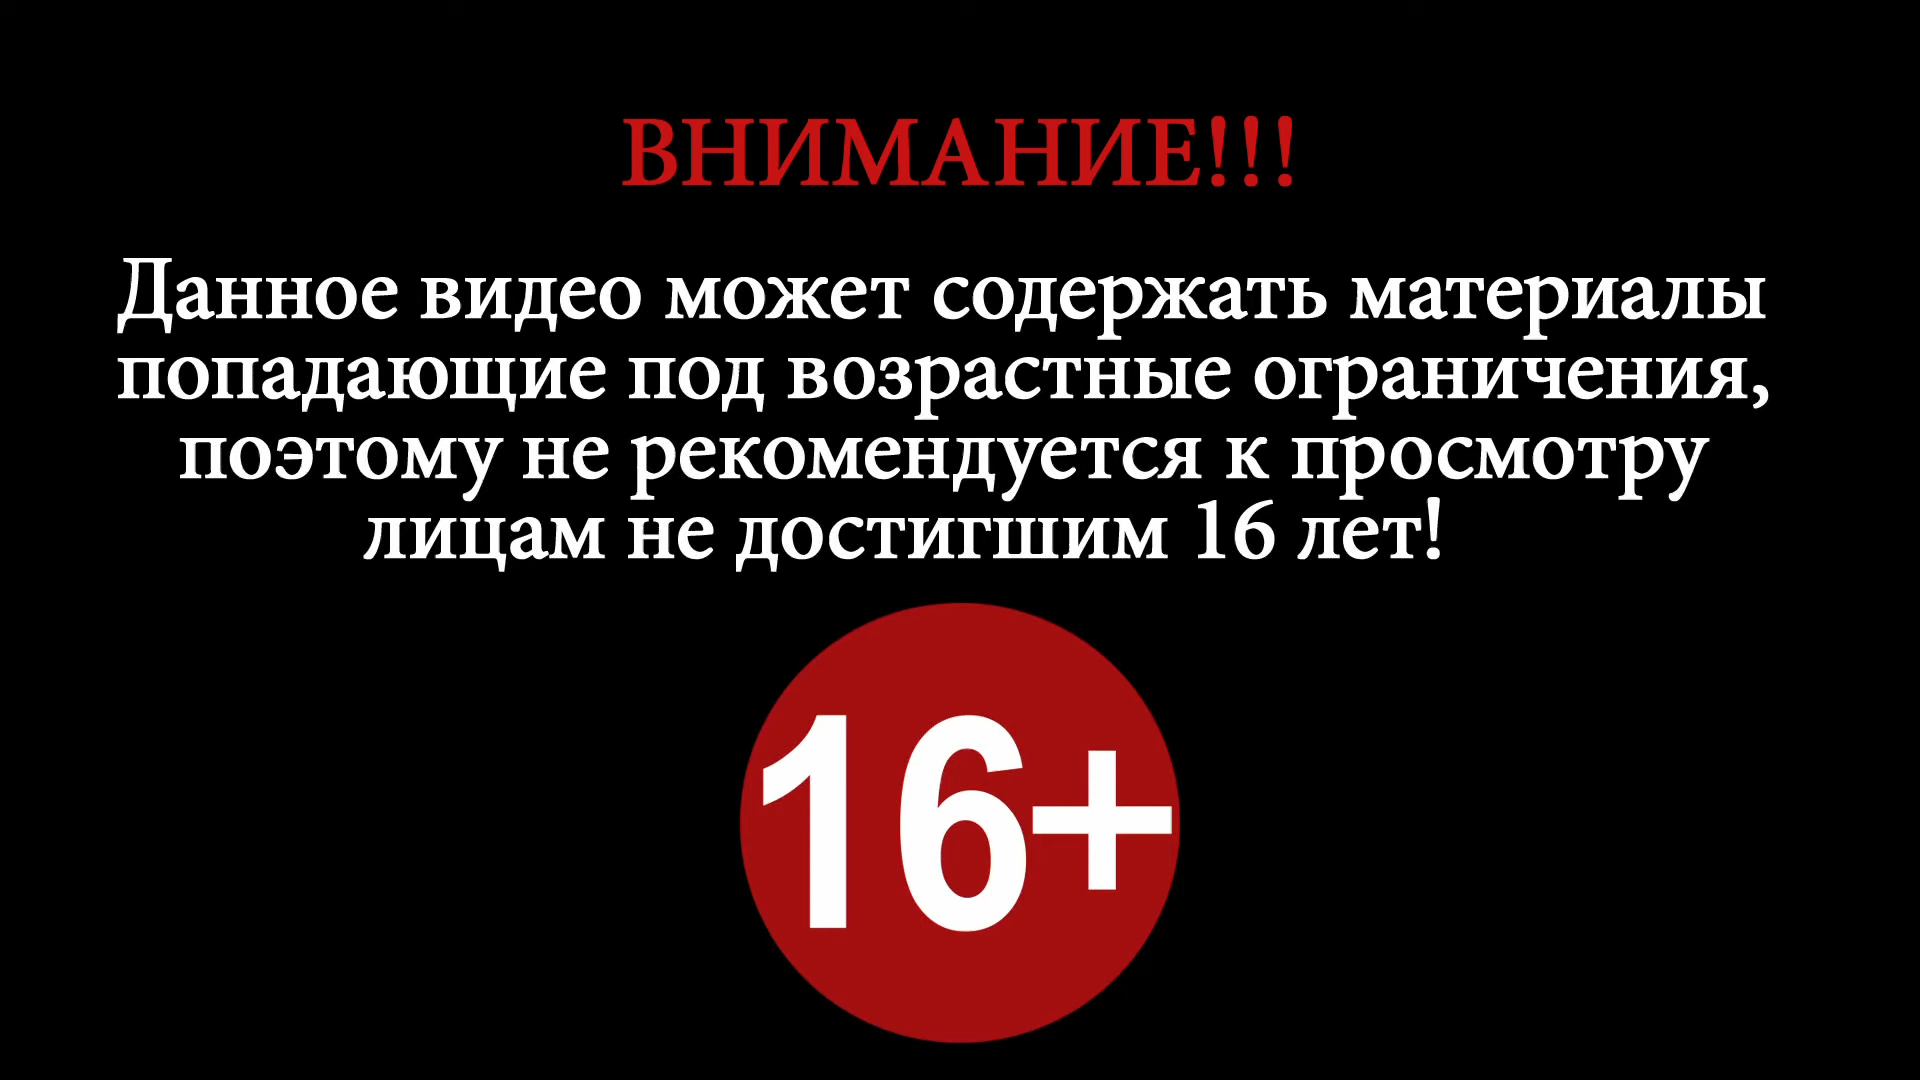 ВНИМАНИЕ!!!
Данное видео может содержать материалы
попадающие под возрастные ограничения,
поэтому не рекомендуется к просмотру
лицам не достигшим 16 лет!
16+